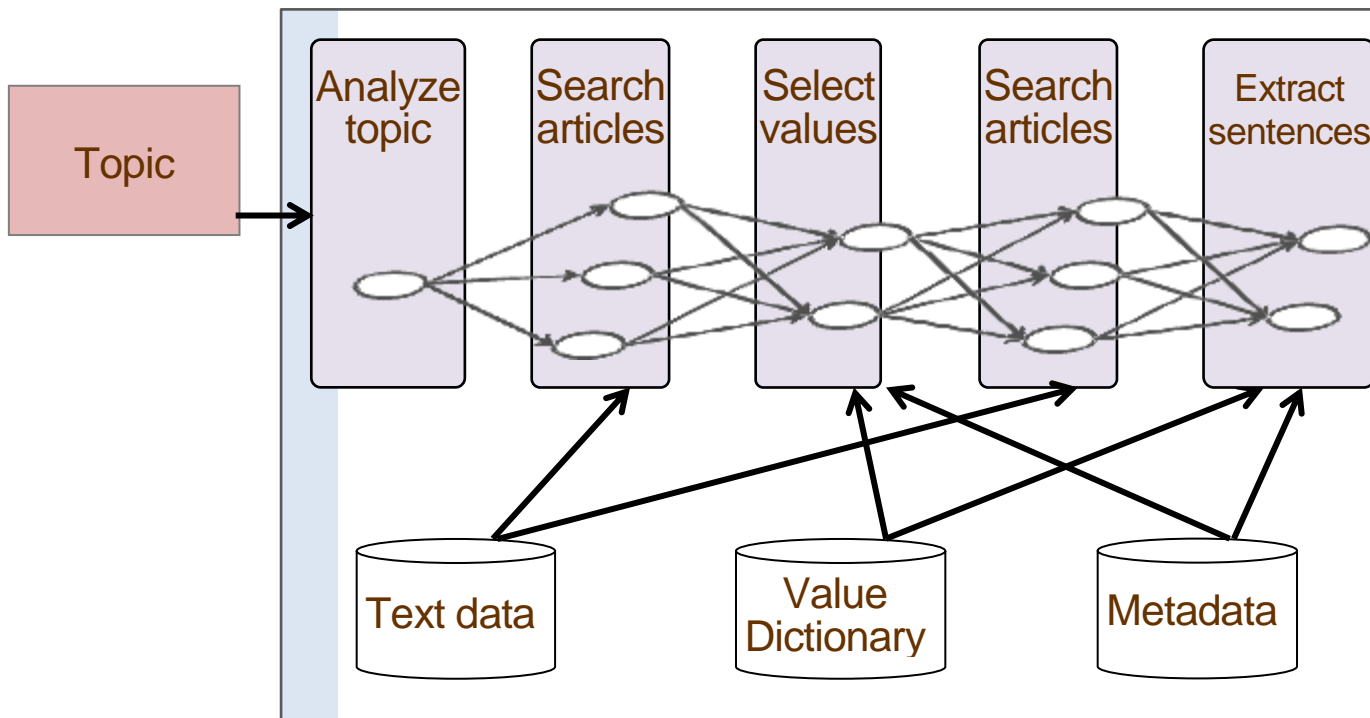 Topic
Analyze
topic
Search
articles
Select
values
Search
articles
Extract
sentences
Text data
Value
Dictionary
Metadata